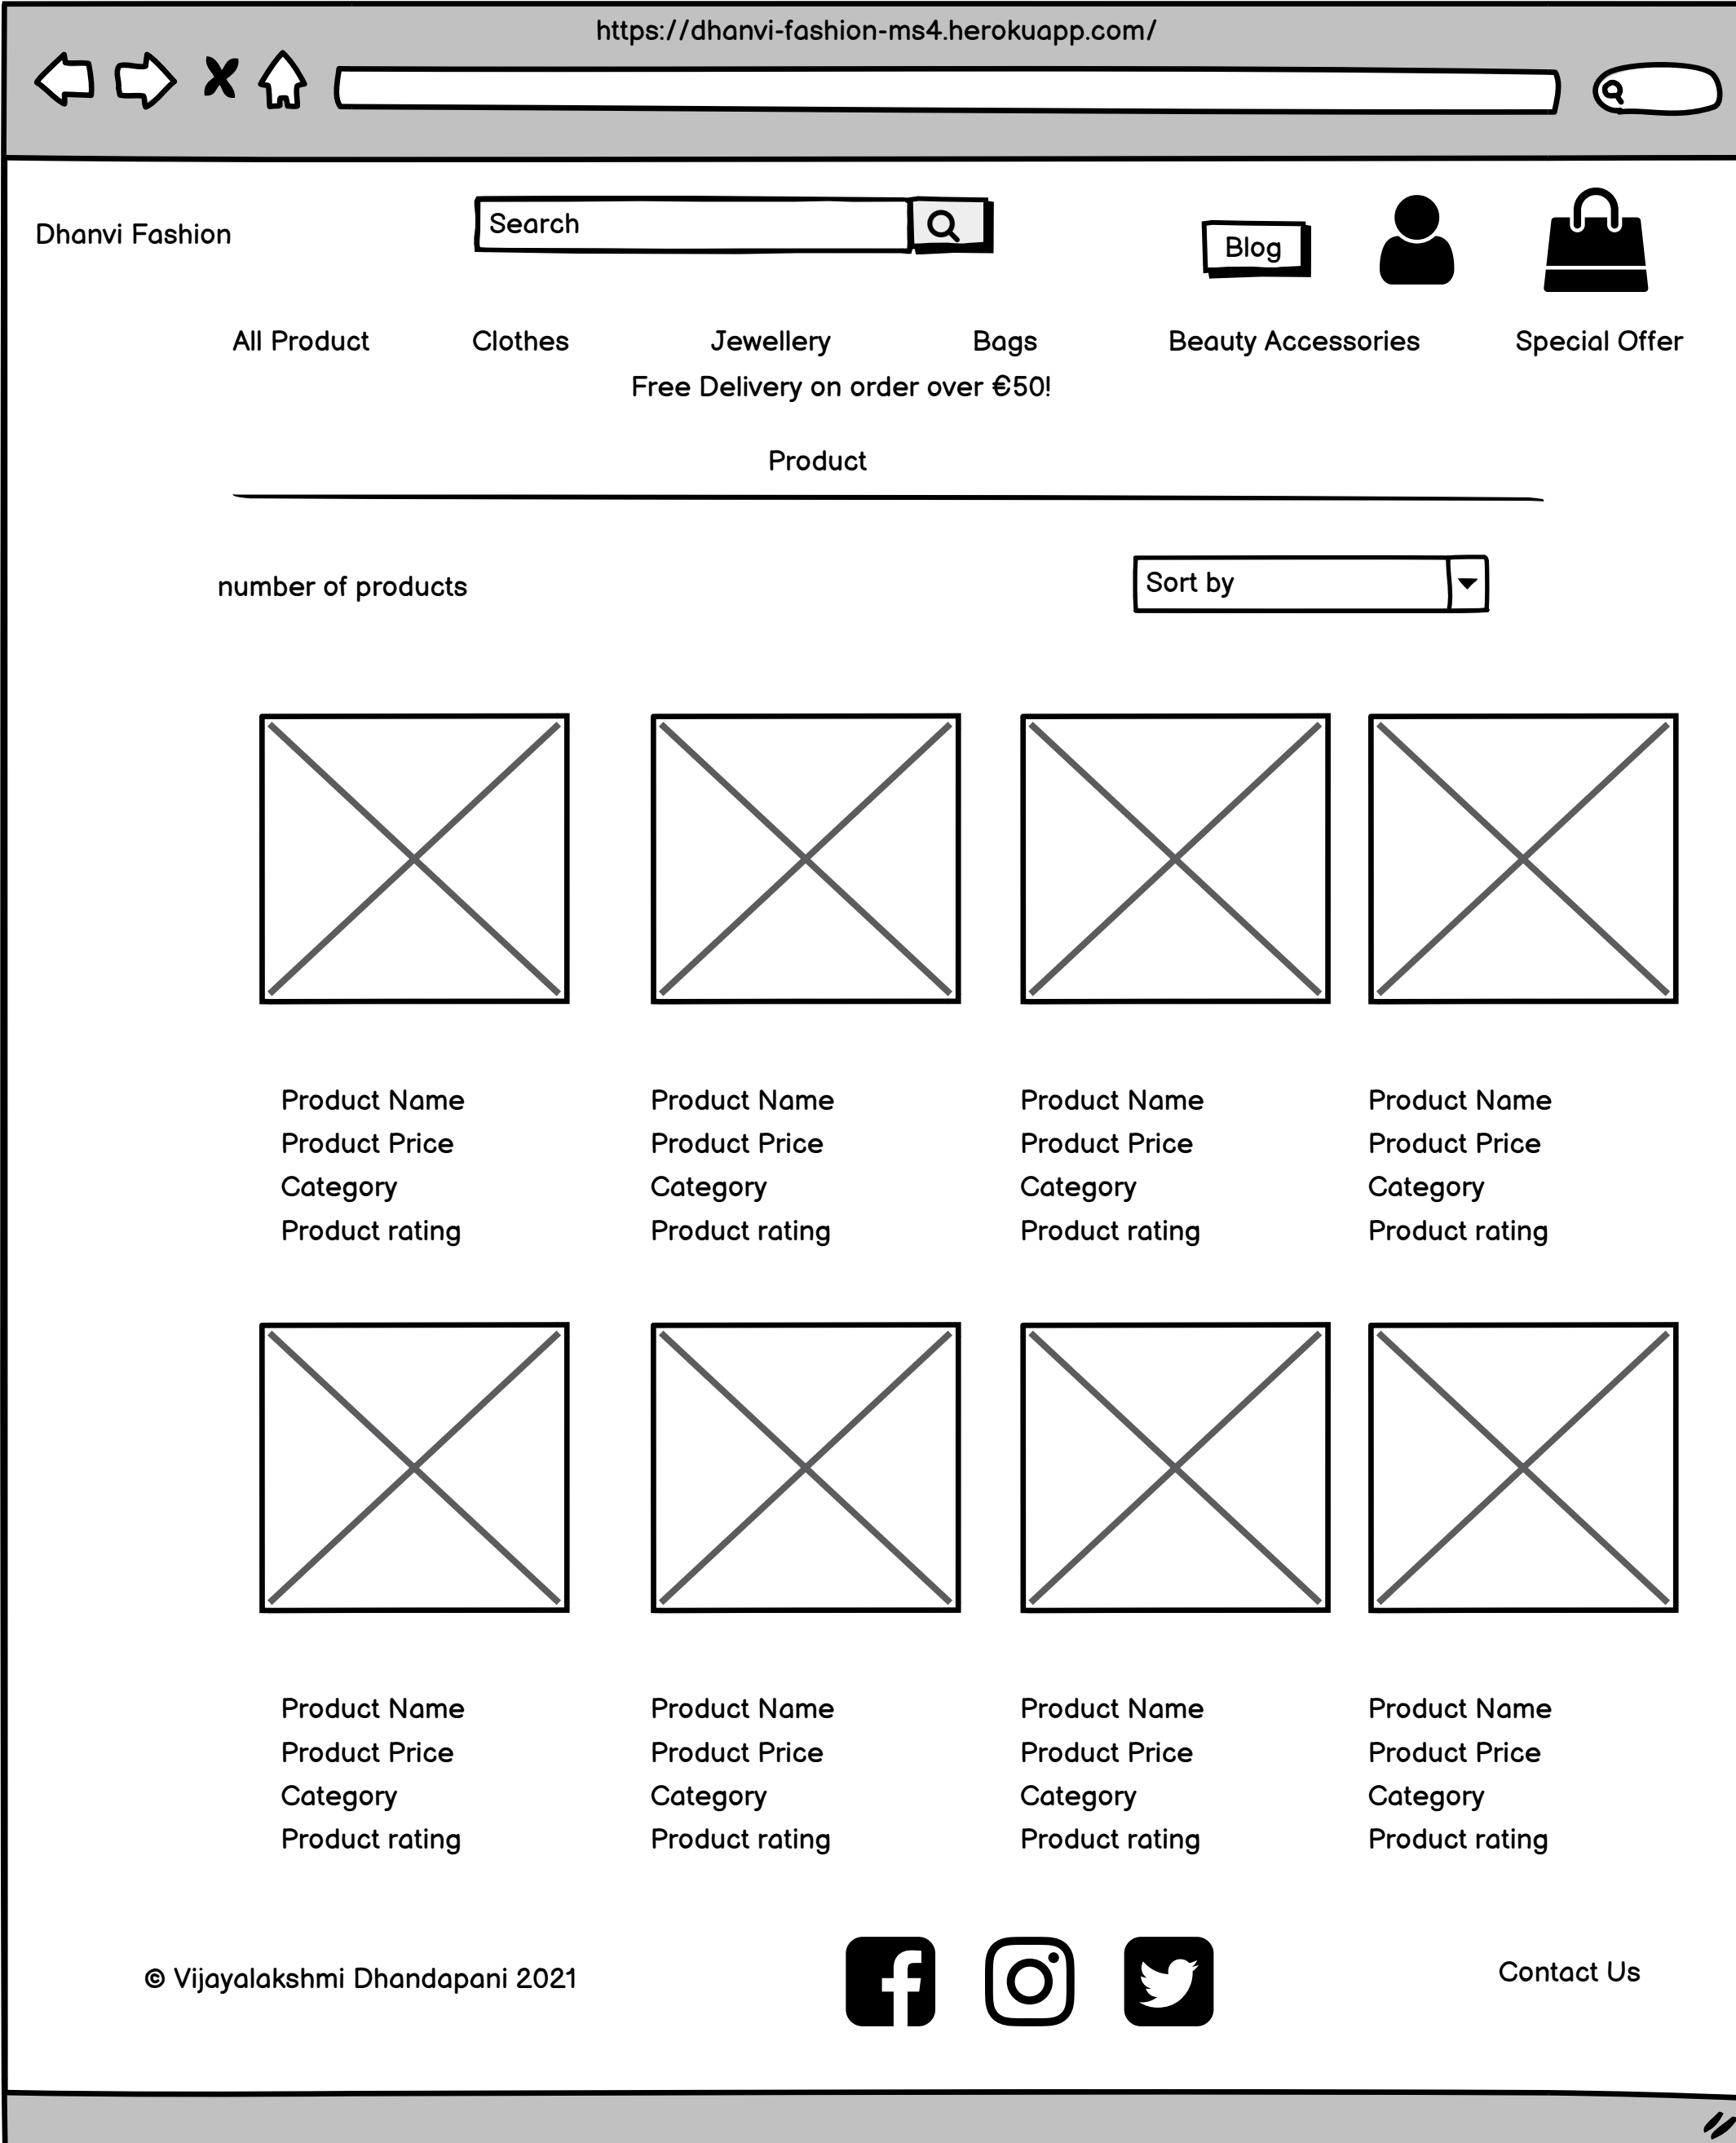 https://dhanvi-fashion-ms4.herokuapp.com/
Dhanvi Fashion
Search
Blog
All Product Clothes Jewellery Bags Beauty Accessories Special Offer
Free Delivery on order over €50!
Product
number of products
Sort by
Product Name Product Name Product Name Product Name
Product Price Product Price Product Price Product Price
Category Category Category Category
Product rating Product rating Product rating Product rating
Product Name Product Name Product Name Product Name
Product Price Product Price Product Price Product Price
Category Category Category Category
Product rating Product rating Product rating Product rating
© Vijayalakshmi Dhandapani 2021
Contact Us